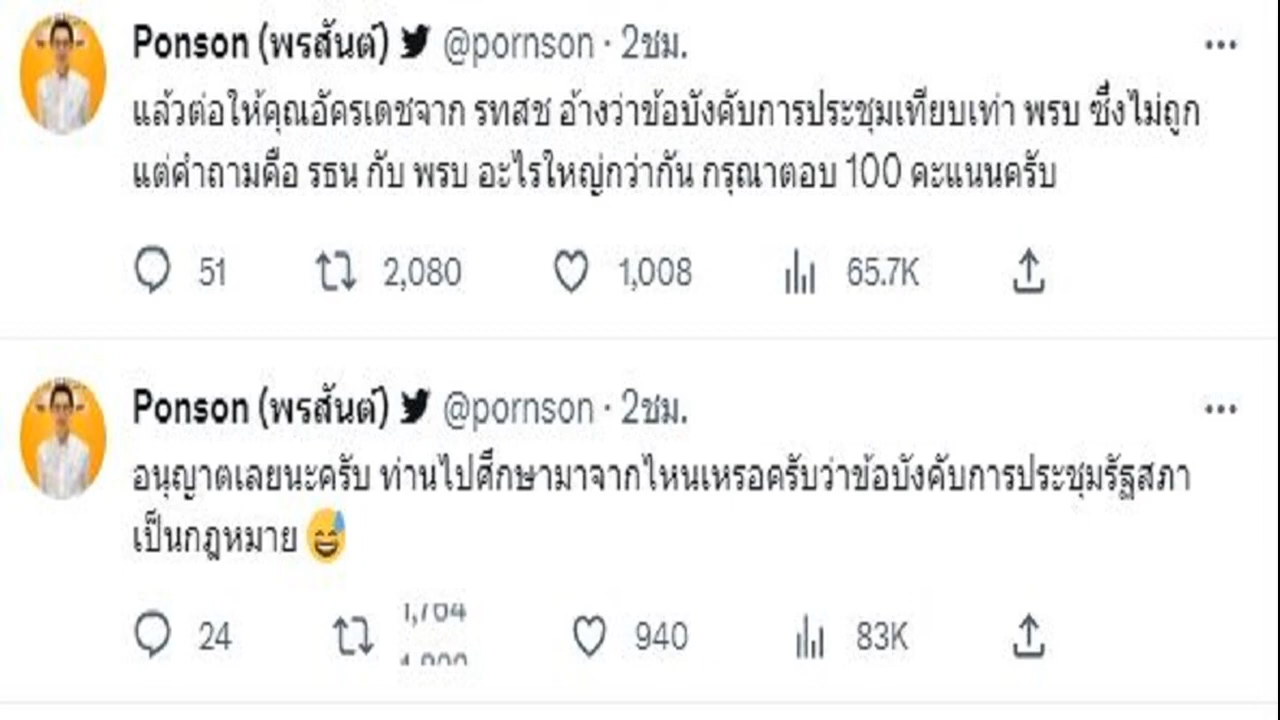 Ponson (พรสันต์) @pornson · 2ชม.
แล้วต่อให้คุณอัครเดชจาก รทสช อ้างว่าข้อบังคับการประชุมเทียบเท่า พรบ ซึ่งไม่ถูก
แต่คำถามคือ รธน กับ พรบ อะไรใหญ่กว่ากัน กรุณาตอบ 100 คะแนนครับ
51 2,080 1,008 65.7K
Ponson (พรสันต์) @pornson · 2ชม.
อนุญาตเลยนะครับ ท่านไปศึกษามาจากไหนเหรอครับว่าข้อบังคับการประชุมรัฐสภา
เป็นกฎหมาย 😅
24 940 83K